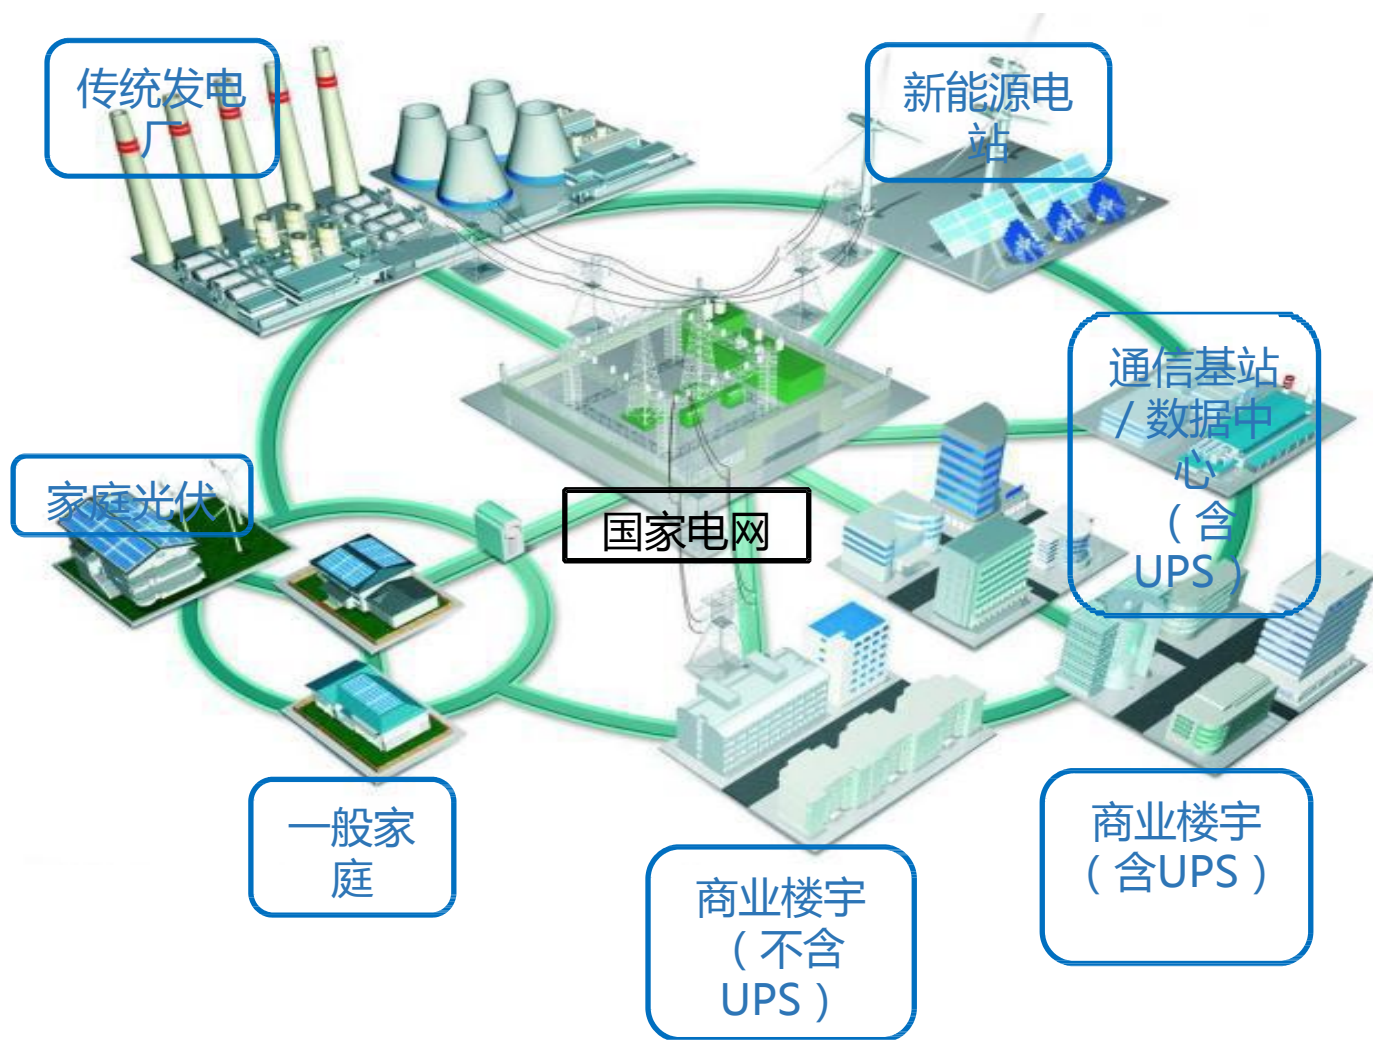 传统发电
厂
新能源电
站
通信基站
/ 数据中
心
（含
UPS）
家庭光伏
国家电网
一般家
庭
商业楼宇
（不含
UPS）
商业楼宇
（含UPS）